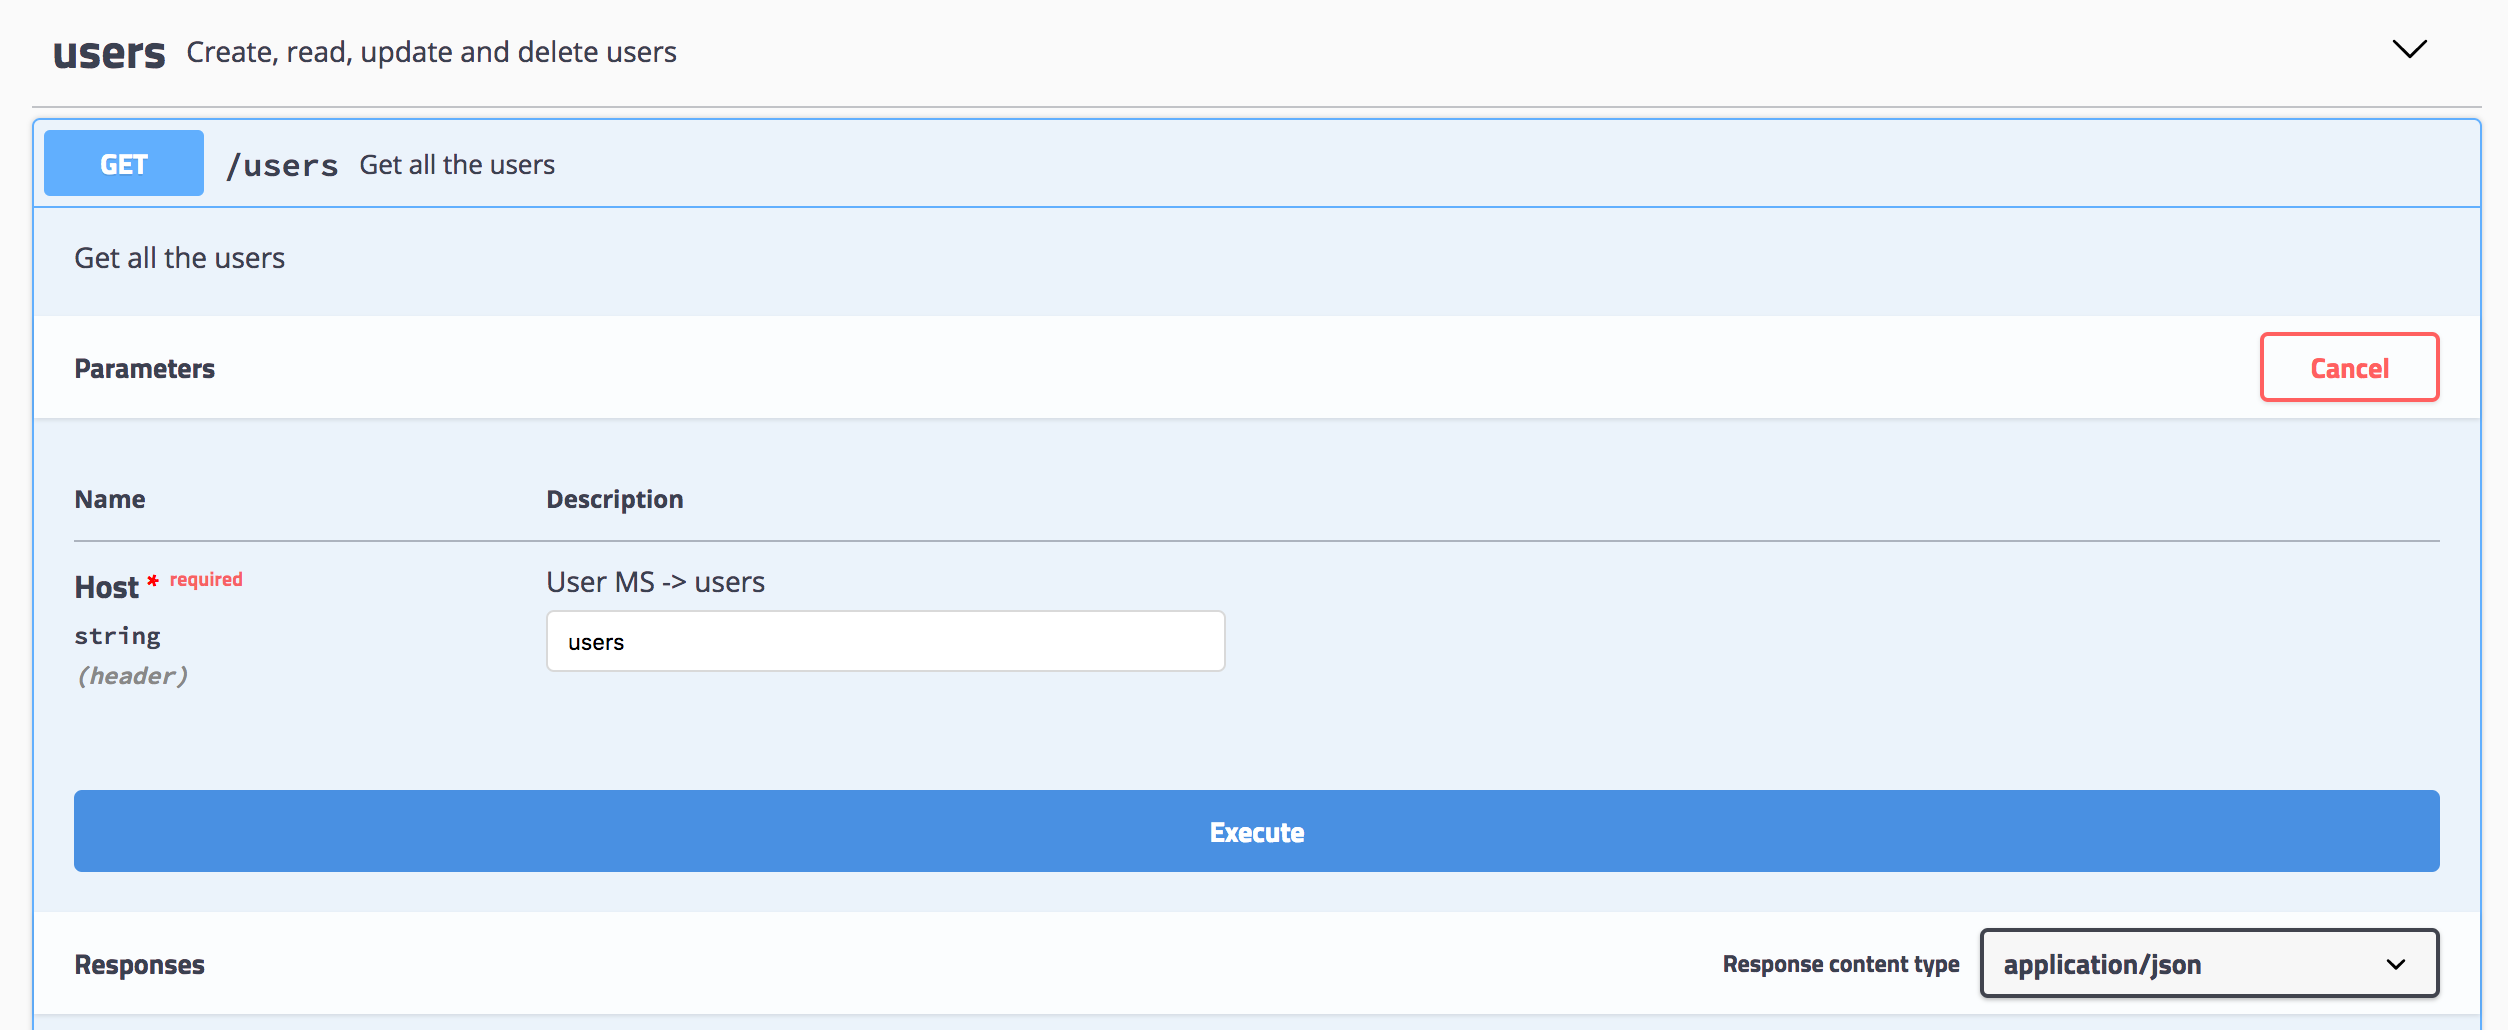 users Create, read, update and delete users
GET /users Get all the users
Get all the users
Parameters Cancel
Name Description
Host * required User MS -> users
string users
(header)
Execute
Responses Response content type application/json